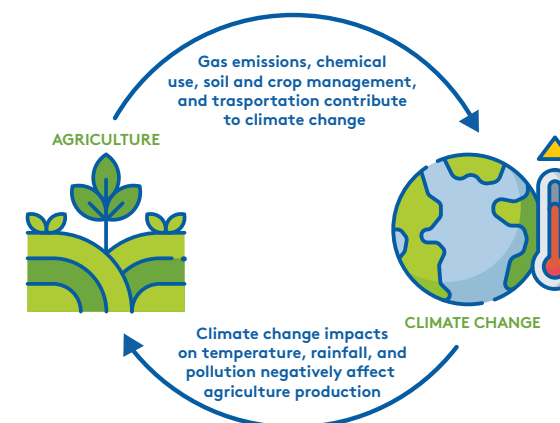 Gas emissions, chemical
use, soil and crop management,
and trasportation contribute
to climate change
AGRICULTURE
CLIMATE CHANGE
Climate change impacts
on temperature, rainfall, and
pollution negatively affect
agriculture production